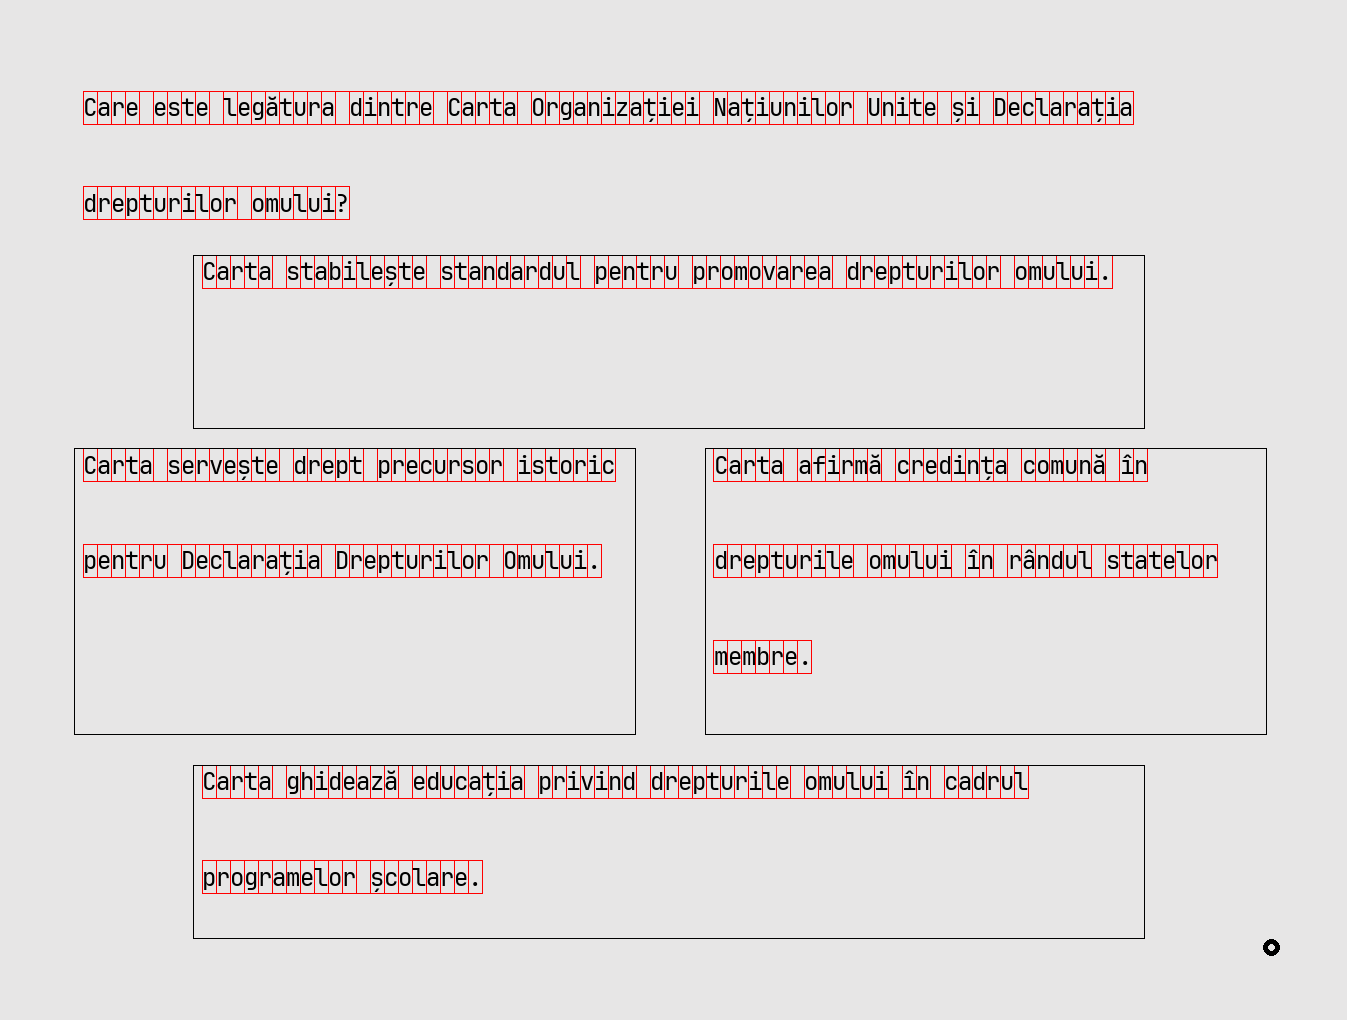 Care este legătura dintre Carta Organizației Națiunilor Unite și Declarația
drepturilor omului?
Carta stabilește standardul pentru promovarea drepturilor omului.
Carta servește drept precursor istoric
pentru Declarația Drepturilor Omului.
Carta afirmă credința comună în
drepturile omului în rândul statelor
membre.
Carta ghidează educația privind drepturile omului în cadrul
programelor școlare.